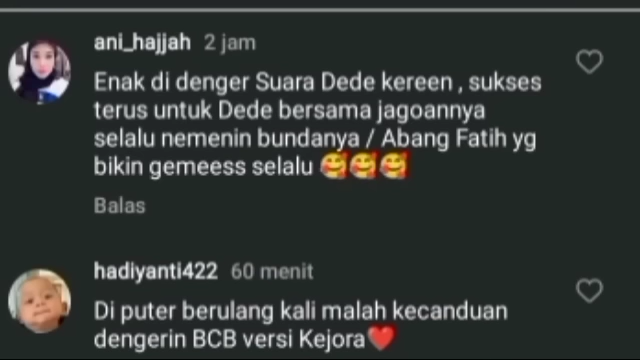 ani_hajjah 2 jam
Enak di denger Suara Dede kereen , sukses
terus untuk Dede bersama jagoannya
selalu nemenin bundanya / Abang Fatih yg
bikin gemeess selalu 🥰🥰🥰
Balas
hadiyanti422 60 menit
Di puter berulang kali malah kecanduan
dengerin BCB versi Kejora❤️